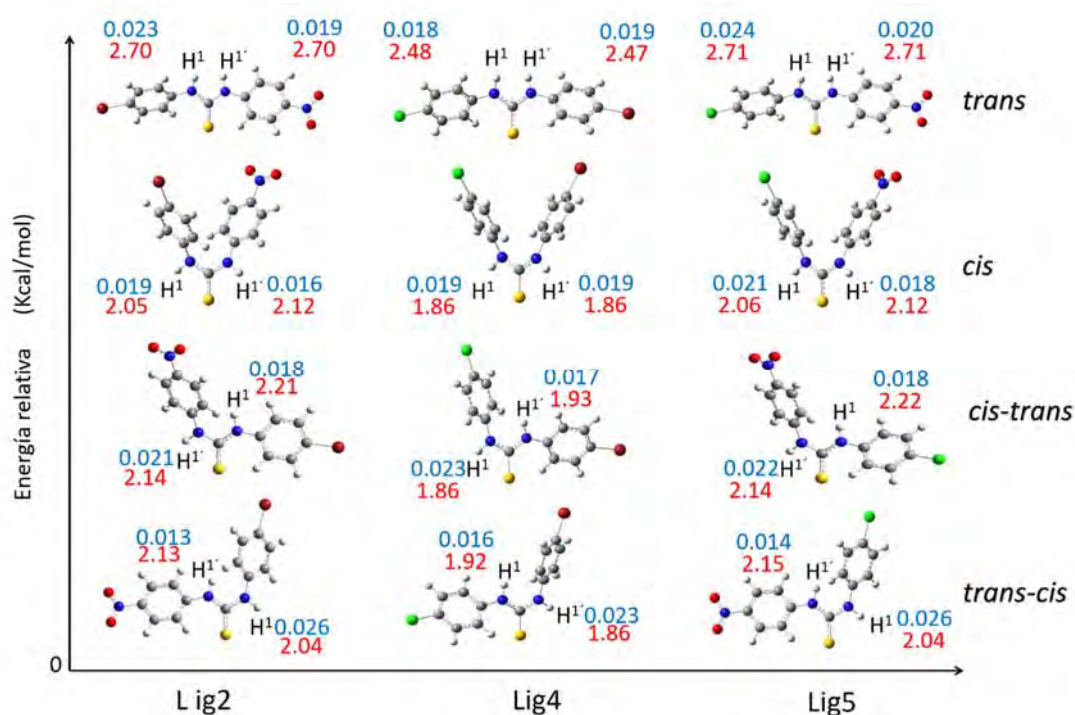 0.023 0.019 0.018 0.019 0.024 0.020
2.70 2.70 2.48 2.47 2.71 2.71
H¹ H¹´ H¹ H¹´ H¹ H¹´
trans
cis
0.019 0.016 0.019 0.019 0.021 0.018
2.05 H¹ H¹´ 2.12 1.86 H¹ H¹´ 1.86 2.06 H¹ H¹´ 2.12
0.018 0.017 0.018
H¹ 2.21 H¹´ 1.93 H¹ 2.22
cis-trans
0.021 H¹´ 0.023 H¹ 0.022 H¹´
2.14 1.86 2.14
0.013 0.016 0.014
2.13 1.92 2.15
H¹´ H¹ H¹´
trans-cis
H¹ 0.026 H¹´ 0.023 H¹ 0.026
2.04 1.86 2.04
Energía relativa (Kcal/mol)
0
L ig2 Lig4 Lig5